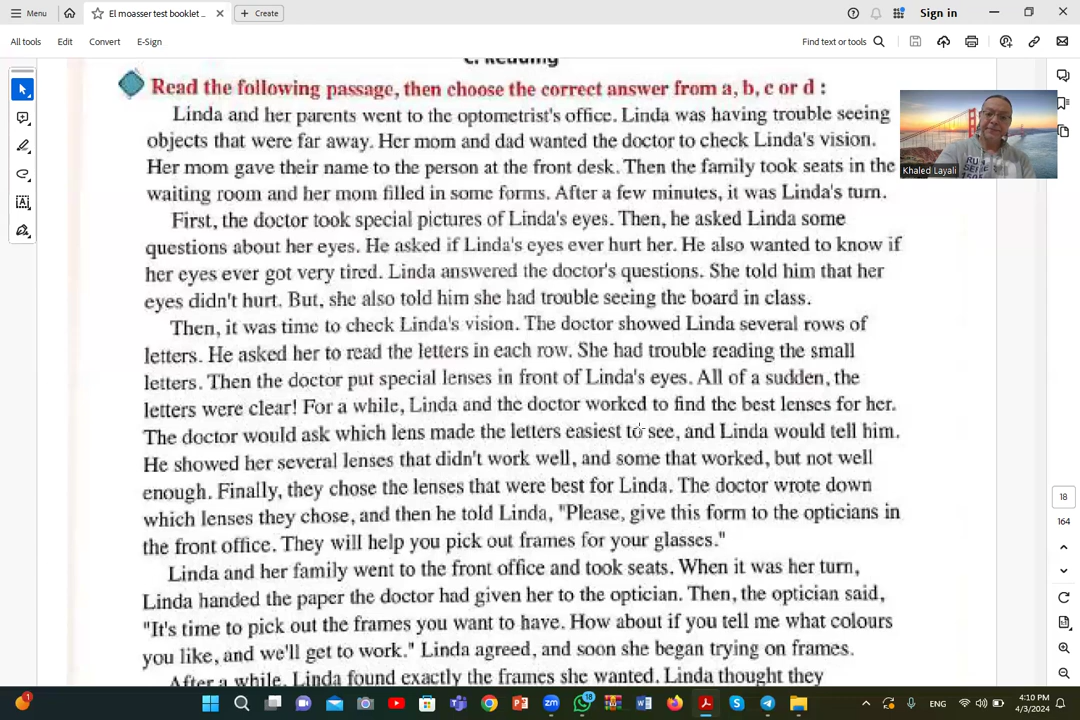 Menu
El moasser test booklet ...
Create
Sign in
All tools
Edit
Convert
E-Sign
Find text or tools
C. Reading
Read the following passage, then choose the correct answer from a, b, c or d :
Linda and her parents went to the optometrist's office. Linda was having trouble seeing
objects that were far away. Her mom and dad wanted the doctor to check Linda's vision.
Her mom gave their name to the person at the front desk. Then the family took seats in the
waiting room and her mom filled in some forms. After a few minutes, it was Linda's turn.
First, the doctor took special pictures of Linda's eyes. Then, he asked Linda some
questions about her eyes. He asked if Linda's eyes ever hurt her. He also wanted to know if
her eyes ever got very tired. Linda answered the doctor's questions. She told him that her
eyes didn't hurt. But, she also told him she had trouble seeing the board in class.
Then, it was time to check Linda's vision. The doctor showed Linda several rows of
letters. He asked her to read the letters in each row. She had trouble reading the small
letters. Then the doctor put special lenses in front of Linda's eyes. All of a sudden, the
letters were clear! For a while, Linda and the doctor worked to find the best lenses for her.
The doctor would ask which lens made the letters easiest to see, and Linda would tell him.
He showed her several lenses that didn't work well, and some that worked, but not well
enough. Finally, they chose the lenses that were best for Linda. The doctor wrote down
which lenses they chose, and then he told Linda, "Please, give this form to the opticians in
the front office. They will help you pick out frames for your glasses."
Linda and her family went to the front office and took seats. When it was her turn,
Linda handed the paper the doctor had given her to the optician. Then, the optician said,
"It's time to pick out the frames you want to have. How about if you tell me what colours
you like, and we'll get to work." Linda agreed, and soon she began trying on frames.
After a while, Linda found exactly the frames she wanted. Linda thought they
Khaled Layali
18
164
1
18
ENG
4:10 PM
4/3/2024